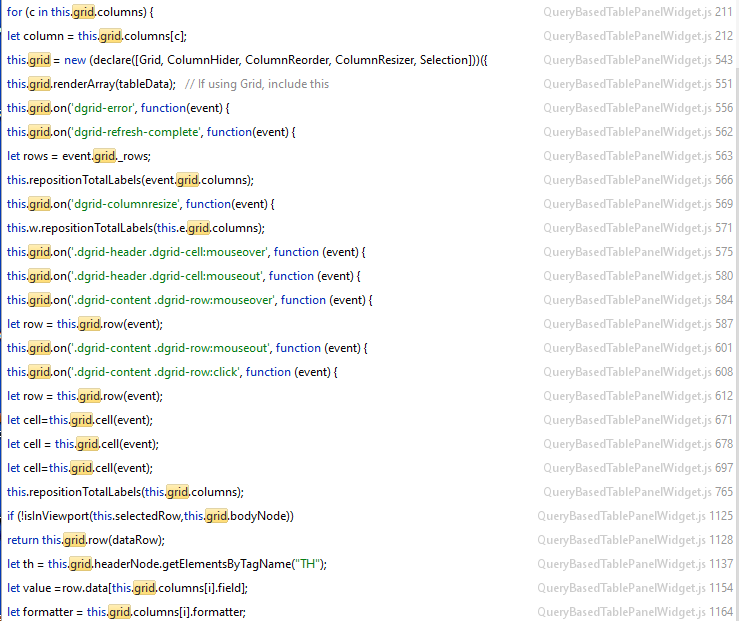 for (c in this.grid.columns) { QueryBasedTablePanelWidget.js 211
let column = this.grid.columns[c]; QueryBasedTablePanelWidget.js 212
this.grid = new (declare([Grid, ColumnHider, ColumnReorder, ColumnResizer, Selection]))({ QueryBasedTablePanelWidget.js 543
this.grid.renderArray(tableData); // If using Grid, include this QueryBasedTablePanelWidget.js 551
this.grid.on('dgrid-error', function(event) { QueryBasedTablePanelWidget.js 556
this.grid.on('dgrid-refresh-complete', function(event) { QueryBasedTablePanelWidget.js 562
let rows = event.grid._rows; QueryBasedTablePanelWidget.js 563
this.repositionTotalLabels(event.grid.columns); QueryBasedTablePanelWidget.js 566
this.grid.on('dgrid-columnresize', function(event) { QueryBasedTablePanelWidget.js 569
this.w.repositionTotalLabels(this.e.grid.columns); QueryBasedTablePanelWidget.js 571
this.grid.on('.dgrid-header .dgrid-cell:mouseover', function (event) { QueryBasedTablePanelWidget.js 575
this.grid.on('.dgrid-header .dgrid-cell:mouseout', function (event) { QueryBasedTablePanelWidget.js 580
this.grid.on('.dgrid-content .dgrid-row:mouseover', function (event) { QueryBasedTablePanelWidget.js 584
let row = this.grid.row(event); QueryBasedTablePanelWidget.js 587
this.grid.on('.dgrid-content .dgrid-row:mouseout', function (event) { QueryBasedTablePanelWidget.js 601
this.grid.on('.dgrid-content .dgrid-row:click', function (event) { QueryBasedTablePanelWidget.js 608
let row = this.grid.row(event); QueryBasedTablePanelWidget.js 612
let cell=this.grid.cell(event); QueryBasedTablePanelWidget.js 671
let cell = this.grid.cell(event); QueryBasedTablePanelWidget.js 678
let cell=this.grid.cell(event); QueryBasedTablePanelWidget.js 697
this.repositionTotalLabels(this.grid.columns); QueryBasedTablePanelWidget.js 765
if (!isInViewport(this.selectedRow,this.grid.bodyNode)) QueryBasedTablePanelWidget.js 1125
return this.grid.row(dataRow); QueryBasedTablePanelWidget.js 1128
let th = this.grid.headerNode.getElementsByTagName("TH"); QueryBasedTablePanelWidget.js 1137
let value =row.data[this.grid.columns[i].field]; QueryBasedTablePanelWidget.js 1154
let formatter = this.grid.columns[i].formatter; QueryBasedTablePanelWidget.js 1164